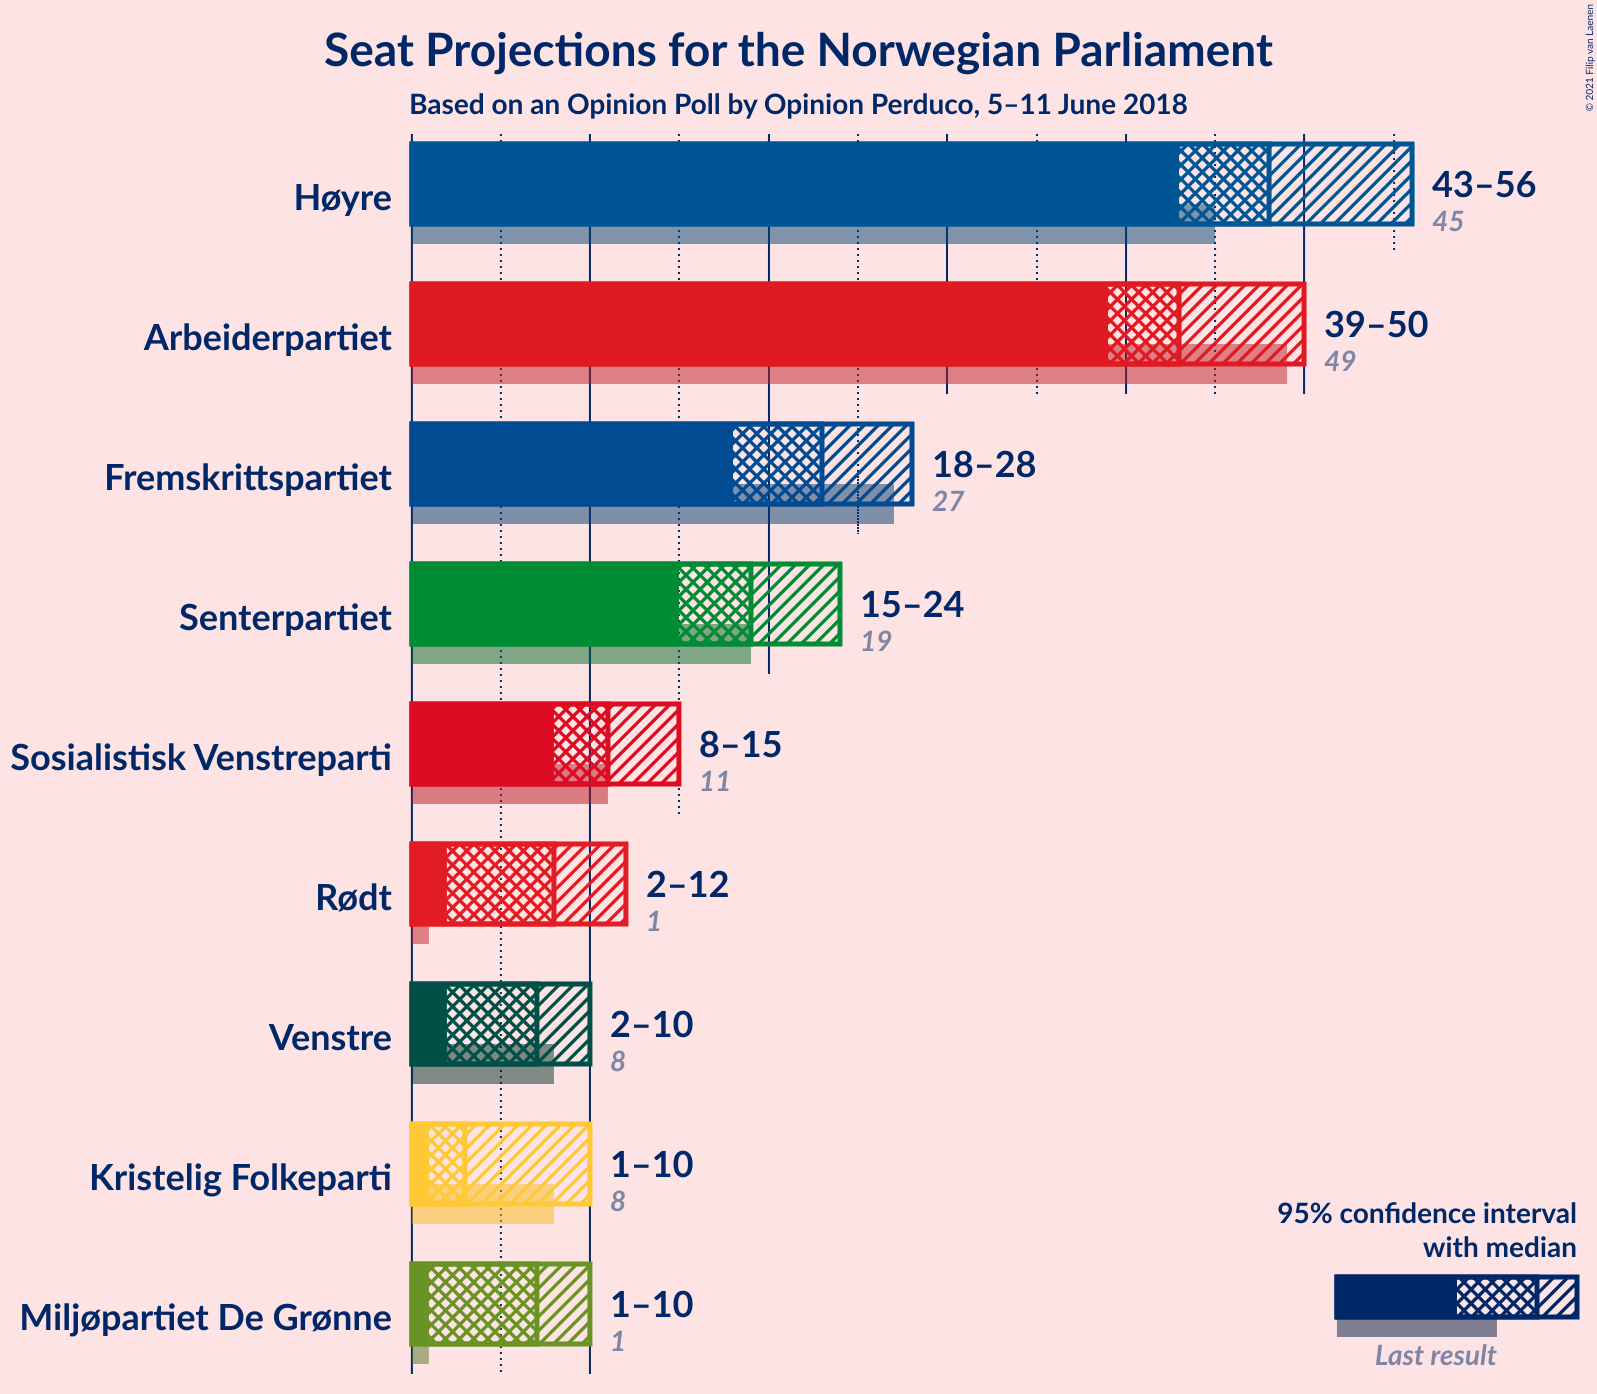 Seat Projections for the Norwegian Parliament
Based on an Opinion Poll by Opinion Perduco, 5–11 June 2018
© 2021 Filip van Laenen
Høyre
43–56
45
Arbeiderpartiet
39–50
49
Fremskrittspartiet
18–28
27
Senterpartiet
15–24
19
Sosialistisk Venstreparti
8–15
11
Rødt
2–12
1
Venstre
2–10
8
Kristelig Folkeparti
1–10
8
Miljøpartiet De Grønne
1–10
1
95% confidence interval
with median
Last result